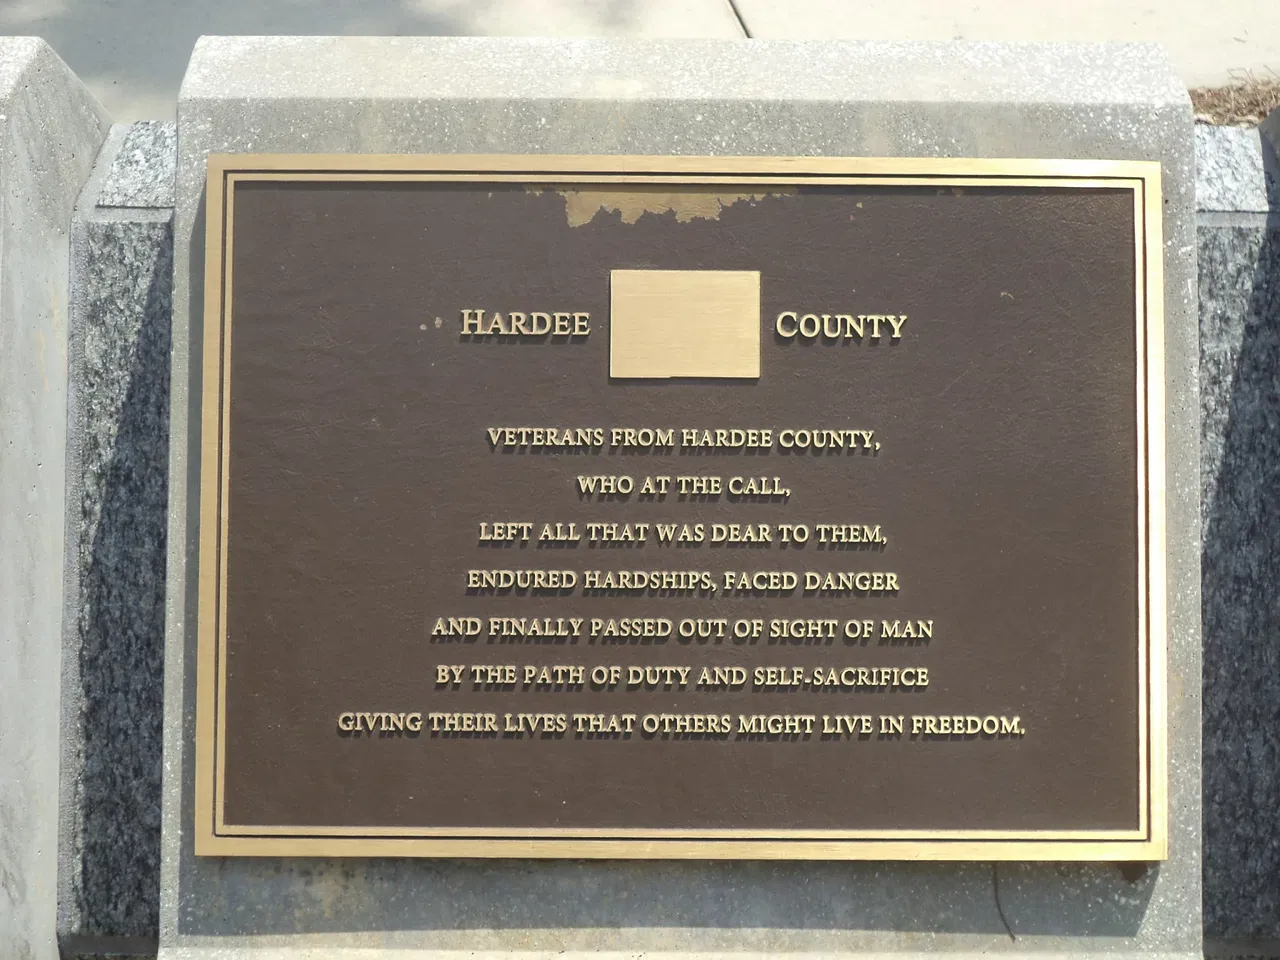 HARDEE COUNTY
VETERANS FROM HARDEE COUNTY,
WHO AT THE CALL,
LEFT ALL THAT WAS DEAR TO THEM,
ENDURED HARDSHIPS, FACED DANGER
AND FINALLY PASSED OUT OF SIGHT OF MAN
BY THE PATH OF DUTY AND SELF-SACRIFICE
GIVING THEIR LIVES THAT OTHERS MIGHT LIVE IN FREEDOM.